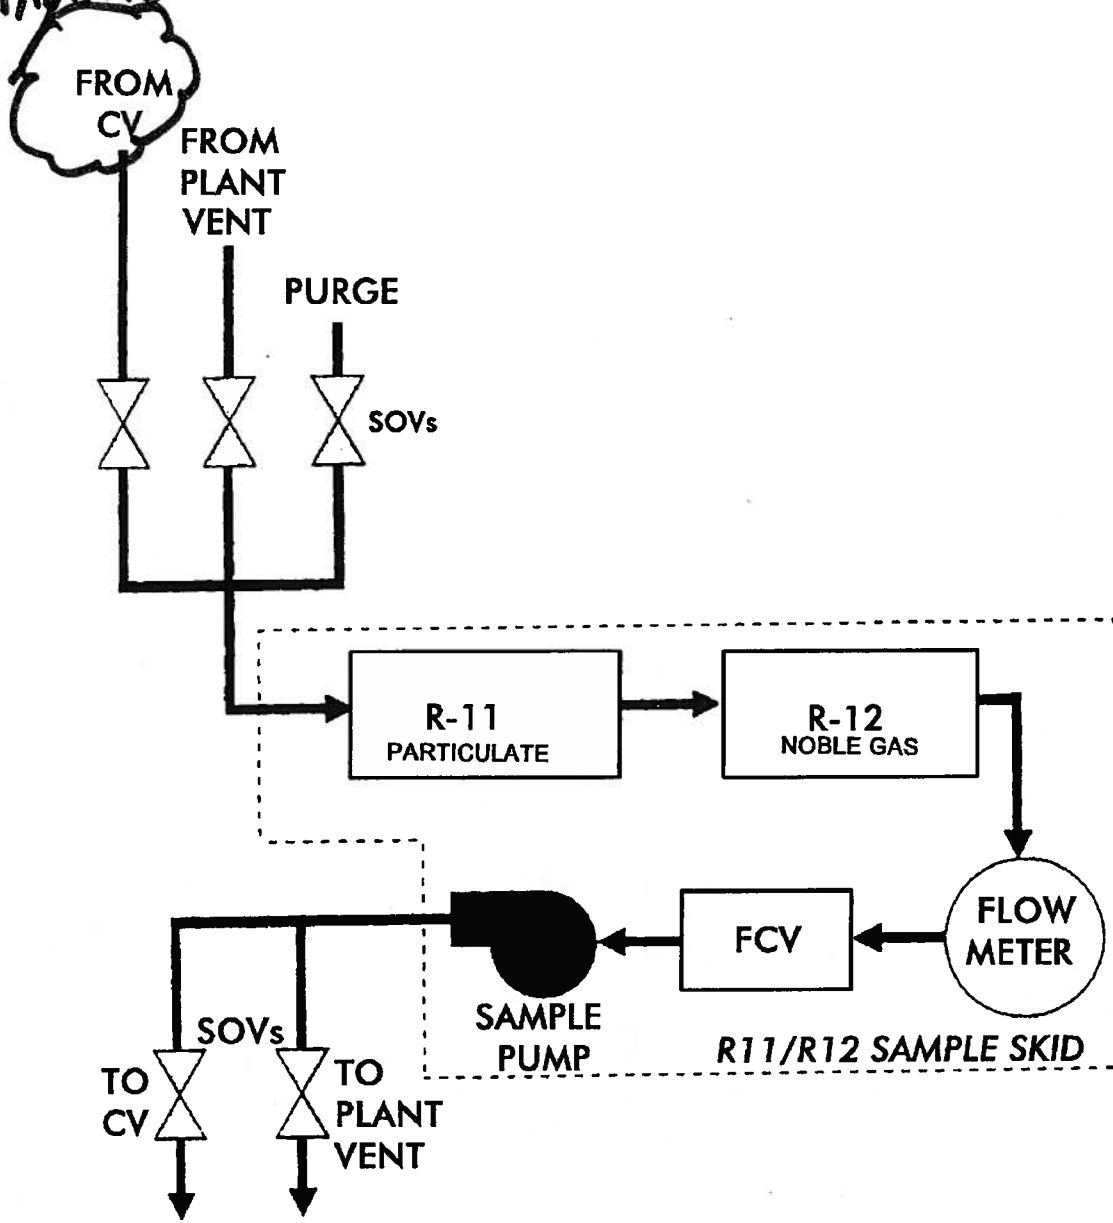 FROM
CV
FROM
PLANT
VENT
PURGE
SOVs
R-11
PARTICULATE
R-12
NOBLE GAS
FLOW
METER
FCV
SAMPLE
PUMP
R11/R12 SAMPLE SKID
SOVs
TO
CV
TO
PLANT
VENT